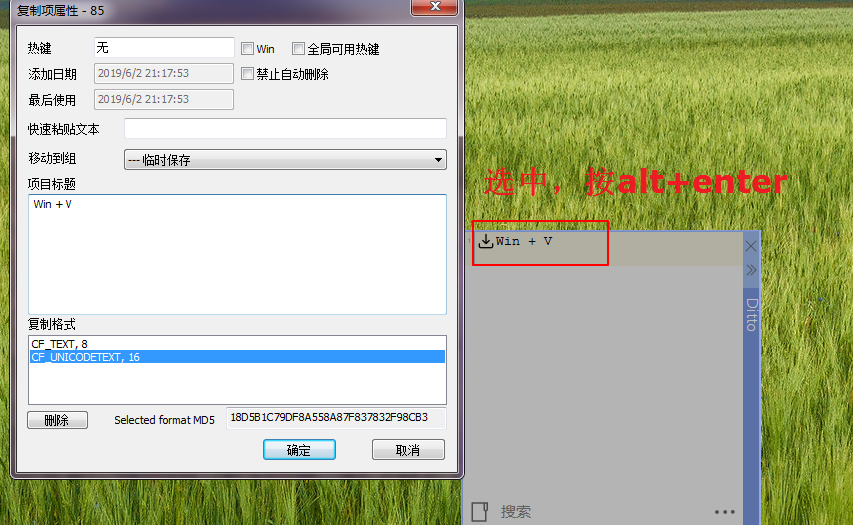 复制项属性 - 85
热键
无
Win
全局可用热键
添加日期
2019/6/2 21:17:53
禁止自动删除
最后使用
2019/6/2 21:17:53
快速粘贴文本
移动到组
--- 临时保存
项目标题
Win + V
复制格式
CF_TEXT, 8
CF_UNICODETEXT, 16
删除
Selected format MD5
18D5B1C79DF8A558A87F837832F98CB3
确定
取消
选中，按alt+enter
Win + V
Ditto
搜索